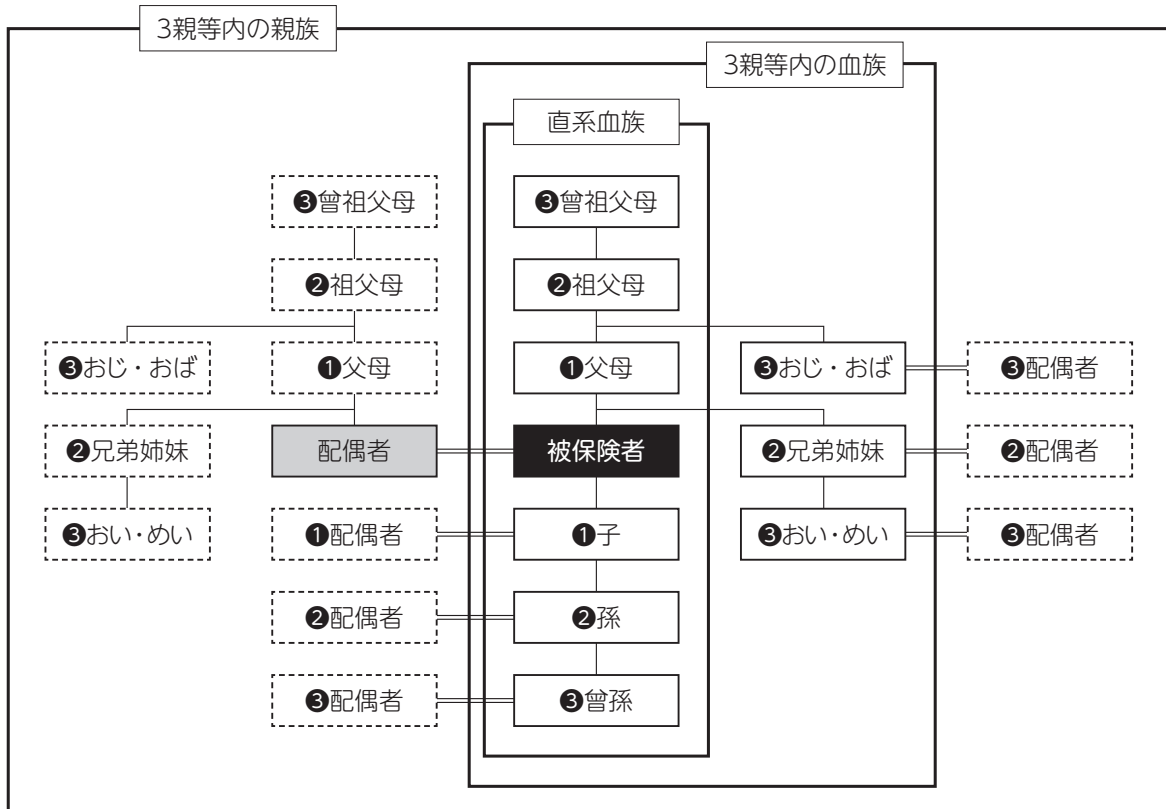 3親等内の親族
3親等内の血族
直系血族
❸曾祖父母
❸曾祖父母
❷祖父母
❷祖父母
❸おじ・おば
❶父母
❶父母
❸おじ・おば
❸配偶者
❷兄弟姉妹
配偶者
被保険者
❷兄弟姉妹
❷配偶者
❸おい・めい
❶配偶者
❶子
❸おい・めい
❸配偶者
❷配偶者
❷孫
❸配偶者
❸曾孫